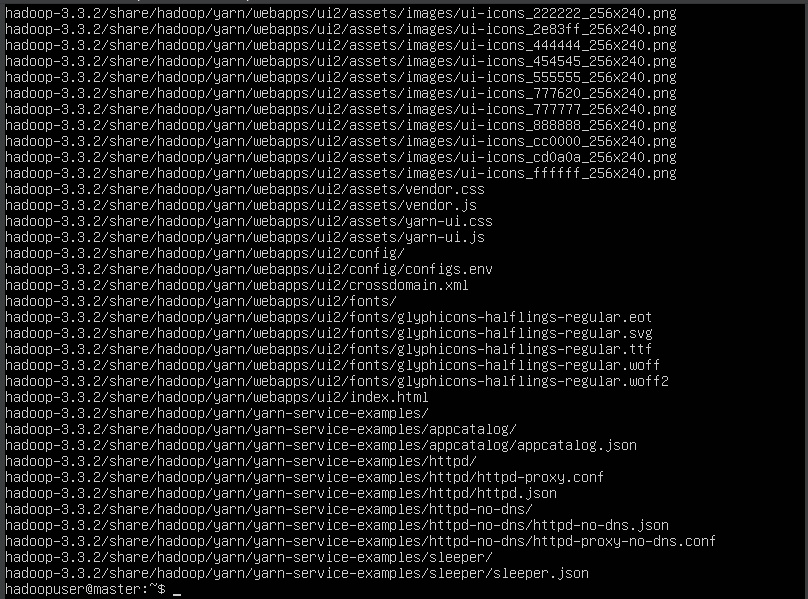 hadoop-3.3.2/share/hadoop/yarn/webapps/ui2/assets/images/ui-icons_222222_256x240.png
hadoop-3.3.2/share/hadoop/yarn/webapps/ui2/assets/images/ui-icons_2e83ff_256x240.png
hadoop-3.3.2/share/hadoop/yarn/webapps/ui2/assets/images/ui-icons_444444_256x240.png
hadoop-3.3.2/share/hadoop/yarn/webapps/ui2/assets/images/ui-icons_454545_256x240.png
hadoop-3.3.2/share/hadoop/yarn/webapps/ui2/assets/images/ui-icons_555555_256x240.png
hadoop-3.3.2/share/hadoop/yarn/webapps/ui2/assets/images/ui-icons_777620_256x240.png
hadoop-3.3.2/share/hadoop/yarn/webapps/ui2/assets/images/ui-icons_777777_256x240.png
hadoop-3.3.2/share/hadoop/yarn/webapps/ui2/assets/images/ui-icons_888888_256x240.png
hadoop-3.3.2/share/hadoop/yarn/webapps/ui2/assets/images/ui-icons_cc0000_256x240.png
hadoop-3.3.2/share/hadoop/yarn/webapps/ui2/assets/images/ui-icons_cd0a0a_256x240.png
hadoop-3.3.2/share/hadoop/yarn/webapps/ui2/assets/images/ui-icons_ffffff_256x240.png
hadoop-3.3.2/share/hadoop/yarn/webapps/ui2/assets/vendor.css
hadoop-3.3.2/share/hadoop/yarn/webapps/ui2/assets/vendor.js
hadoop-3.3.2/share/hadoop/yarn/webapps/ui2/assets/yarn-ui.css
hadoop-3.3.2/share/hadoop/yarn/webapps/ui2/assets/yarn-ui.js
hadoop-3.3.2/share/hadoop/yarn/webapps/ui2/config/
hadoop-3.3.2/share/hadoop/yarn/webapps/ui2/config/configs.env
hadoop-3.3.2/share/hadoop/yarn/webapps/ui2/crossdomain.xml
hadoop-3.3.2/share/hadoop/yarn/webapps/ui2/fonts/
hadoop-3.3.2/share/hadoop/yarn/webapps/ui2/fonts/glyphicons-halflings-regular.eot
hadoop-3.3.2/share/hadoop/yarn/webapps/ui2/fonts/glyphicons-halflings-regular.svg
hadoop-3.3.2/share/hadoop/yarn/webapps/ui2/fonts/glyphicons-halflings-regular.ttf
hadoop-3.3.2/share/hadoop/yarn/webapps/ui2/fonts/glyphicons-halflings-regular.woff
hadoop-3.3.2/share/hadoop/yarn/webapps/ui2/fonts/glyphicons-halflings-regular.woff2
hadoop-3.3.2/share/hadoop/yarn/webapps/ui2/index.html
hadoop-3.3.2/share/hadoop/yarn/yarn-service-examples/
hadoop-3.3.2/share/hadoop/yarn/yarn-service-examples/appcatalog/
hadoop-3.3.2/share/hadoop/yarn/yarn-service-examples/appcatalog/appcatalog.json
hadoop-3.3.2/share/hadoop/yarn/yarn-service-examples/httpd/
hadoop-3.3.2/share/hadoop/yarn/yarn-service-examples/httpd/httpd-proxy.conf
hadoop-3.3.2/share/hadoop/yarn/yarn-service-examples/httpd/httpd.json
hadoop-3.3.2/share/hadoop/yarn/yarn-service-examples/httpd-no-dns/
hadoop-3.3.2/share/hadoop/yarn/yarn-service-examples/httpd-no-dns/httpd-no-dns.json
hadoop-3.3.2/share/hadoop/yarn/yarn-service-examples/httpd-no-dns/httpd-proxy-no-dns.conf
hadoop-3.3.2/share/hadoop/yarn/yarn-service-examples/sleeper/
hadoop-3.3.2/share/hadoop/yarn/yarn-service-examples/sleeper/sleeper.json
hadoopuser@master:~$ _